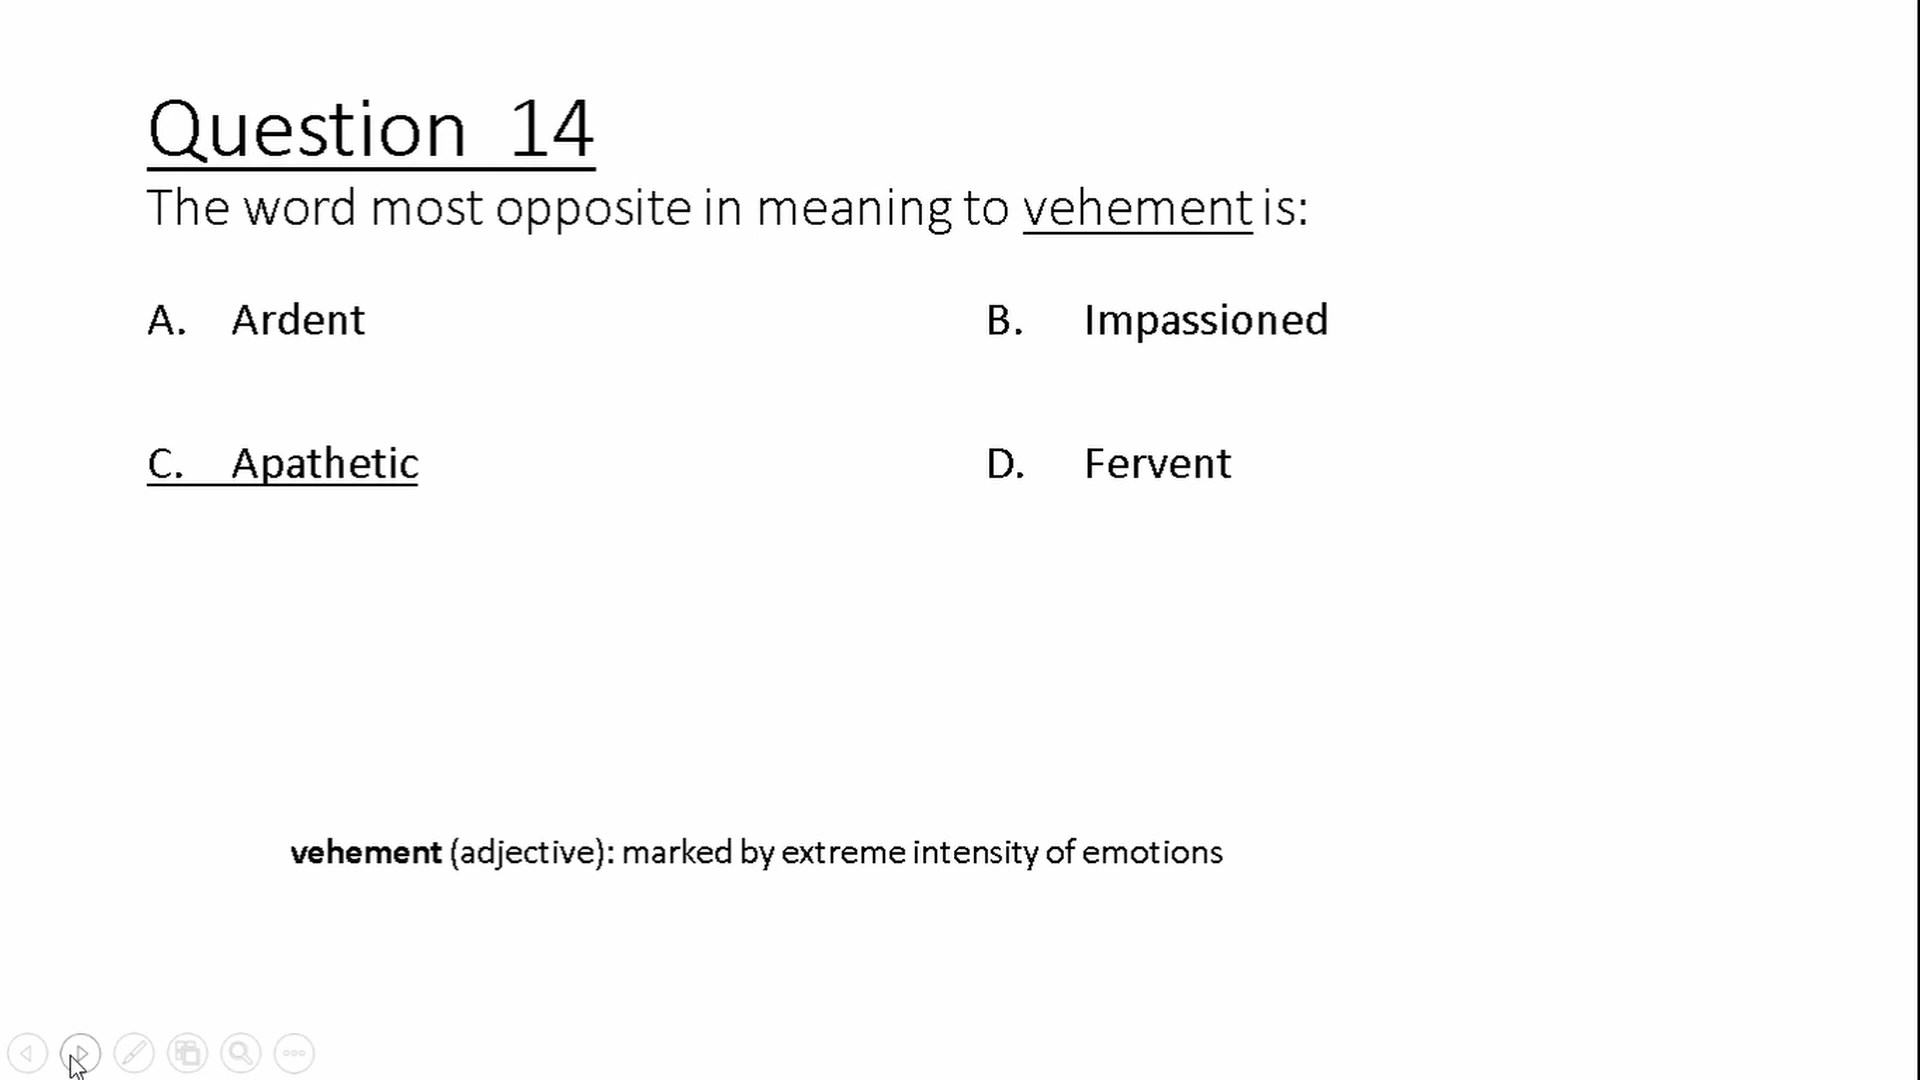 Question 14
The word most opposite in meaning to vehement is:
A. Ardent B. Impassioned
C. Apathetic D. Fervent
vehement (adjective): marked by extreme intensity of emotions